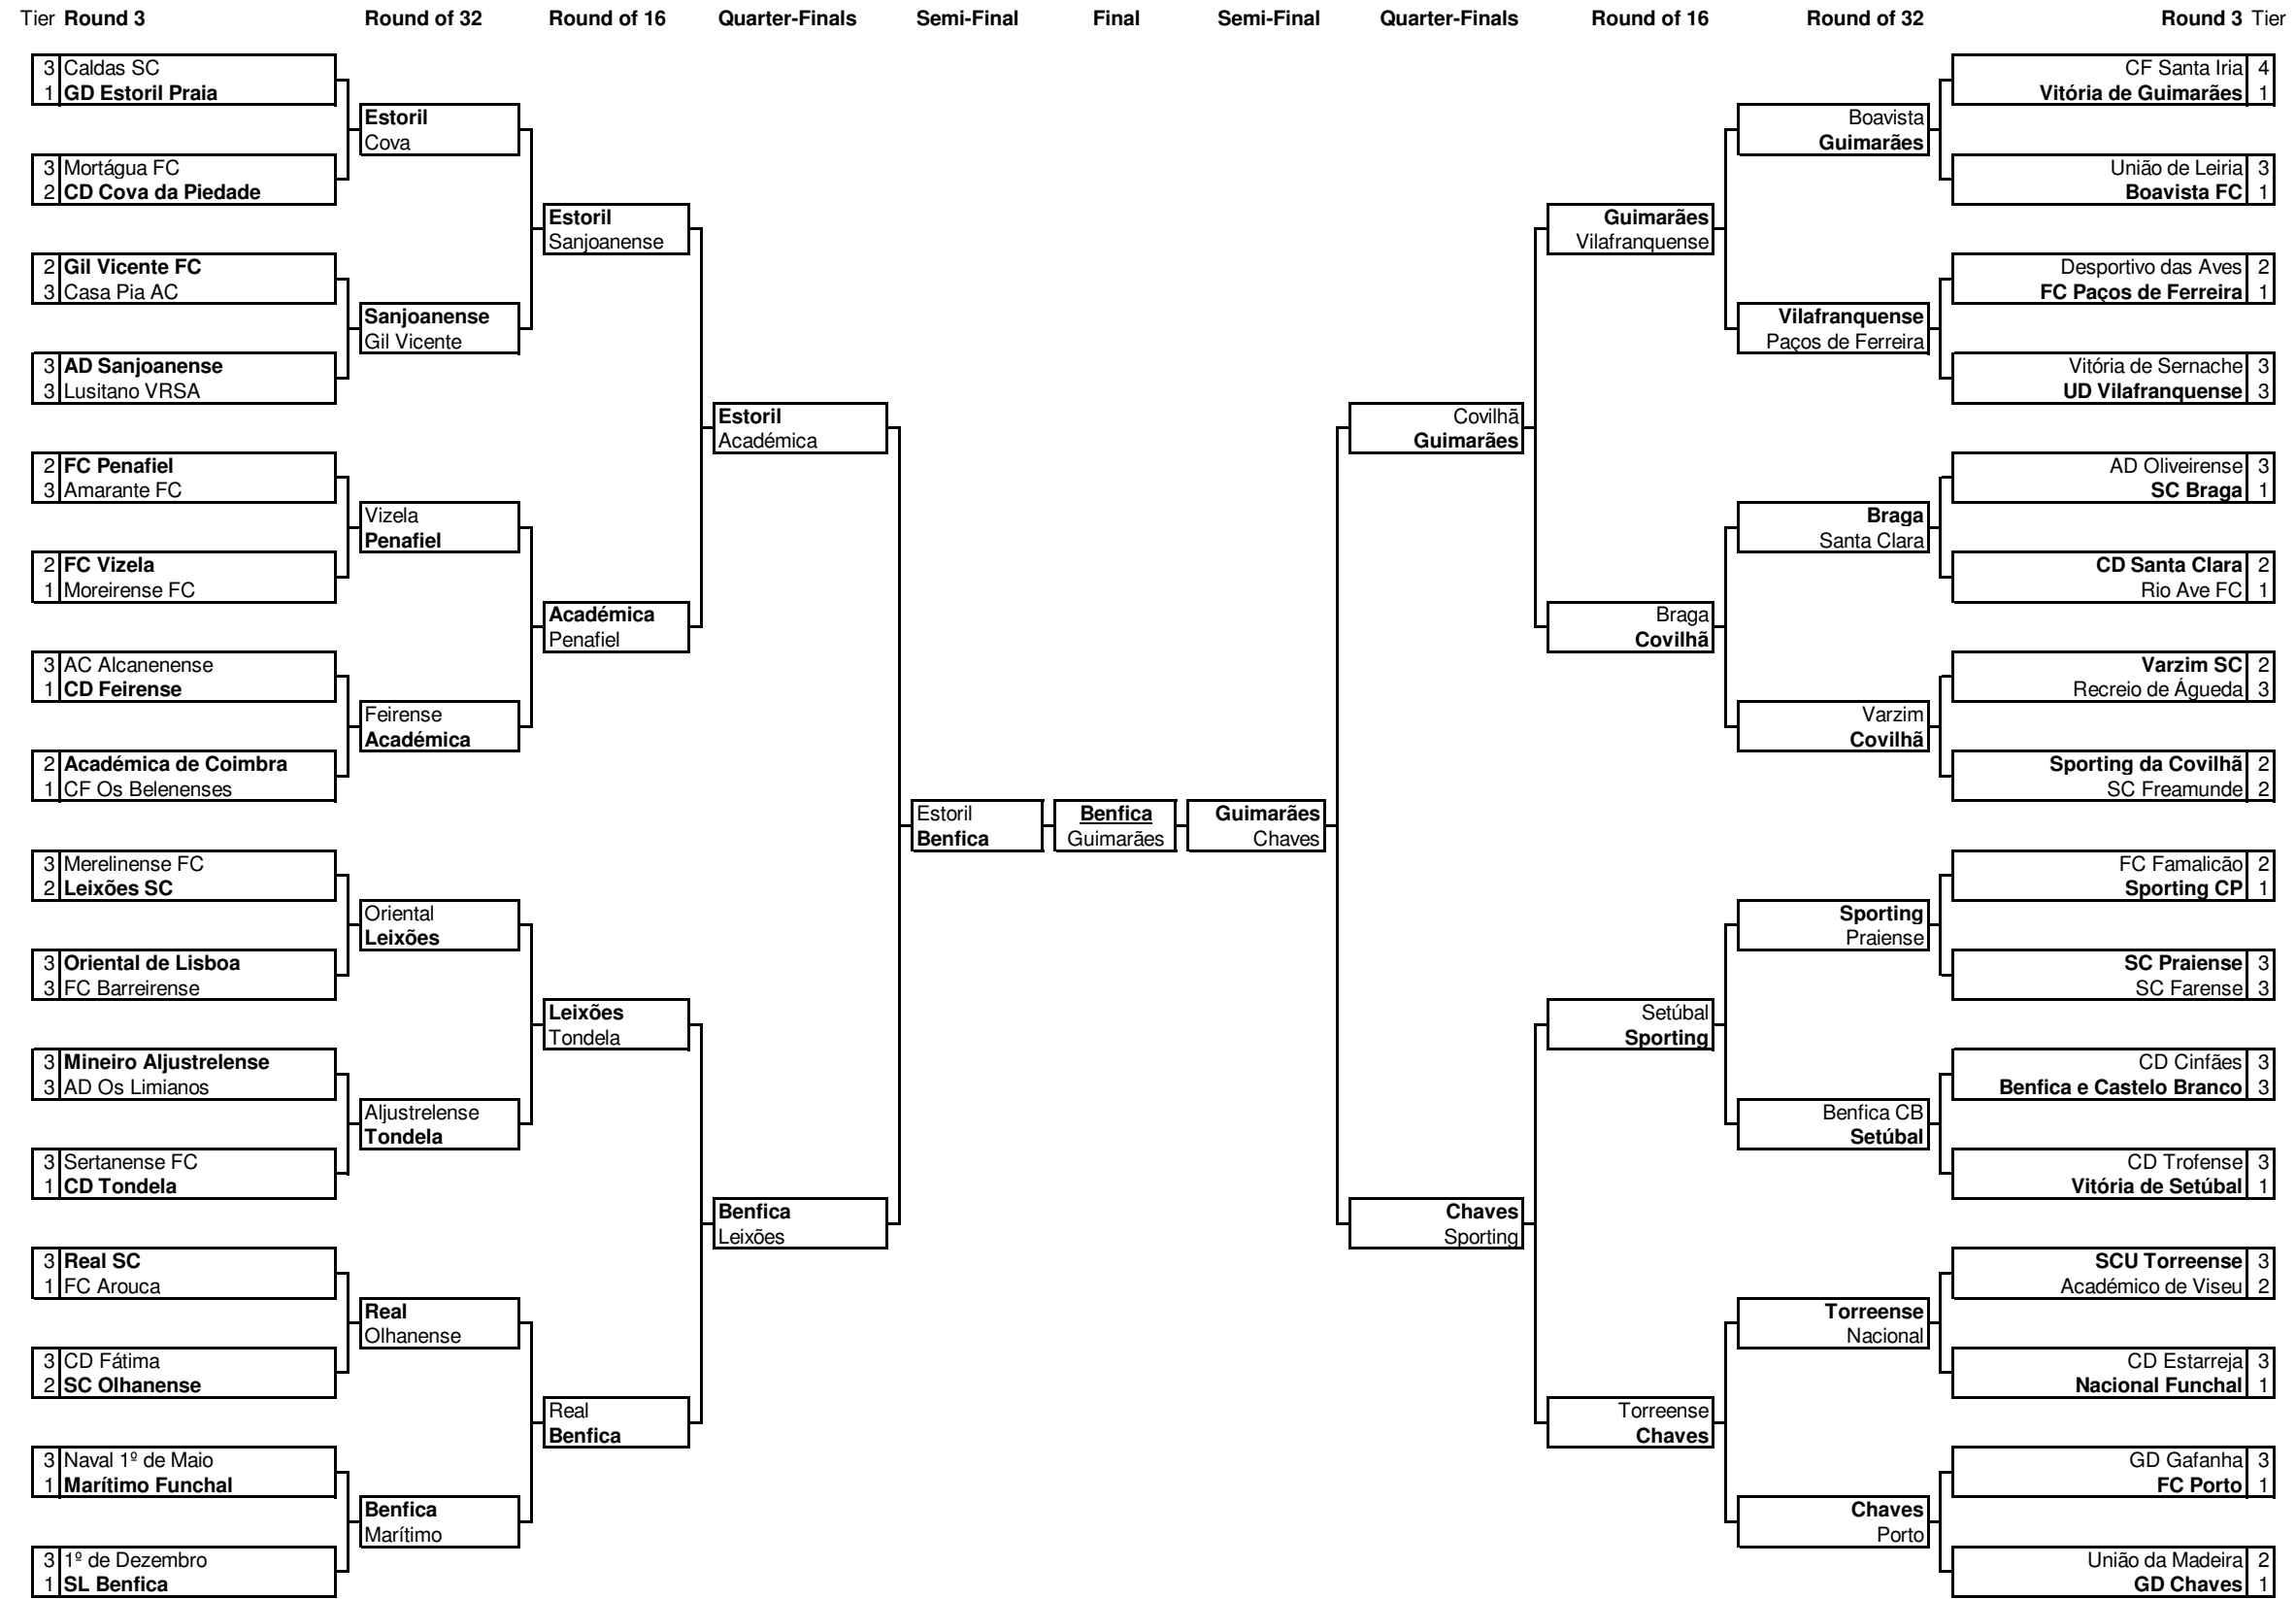 Tier Round 3 Round of 32 Round of 16 Quarter-Finals Semi-Final Final Semi-Final Quarter-Finals Round of 16 Round of 32 Round 3 Tier
3 Caldas SC
1 GD Estoril Praia
3 Mortágua FC
2 CD Cova da Piedade
2 Gil Vicente FC
3 Casa Pia AC
3 AD Sanjoanense
3 Lusitano VRSA
2 FC Penafiel
3 Amarante FC
2 FC Vizela
1 Moreirense FC
3 AC Alcanenense
1 CD Feirense
2 Académica de Coimbra
1 CF Os Belenenses
3 Merelinense FC
2 Leixões SC
3 Oriental de Lisboa
3 FC Barreirense
3 Mineiro Aljustrelense
3 AD Os Limianos
3 Sertanense FC
1 CD Tondela
3 Real SC
1 FC Arouca
3 CD Fátima
2 SC Olhanense
3 Naval 1º de Maio
1 Marítimo Funchal
3 1º de Dezembro
1 SL Benfica
Estoril
Cova
Sanjoanense
Gil Vicente
Vizela
Penafiel
Feirense
Académica
Oriental
Leixões
Aljustrelense
Tondela
Real
Olhanense
Benfica
Marítimo
Estoril
Sanjoanense
Académica
Penafiel
Leixões
Tondela
Real
Benfica
Estoril
Académica
Benfica
Leixões
Estoril
Benfica
Benfica
Guimarães
Guimarães
Chaves
Covilhã
Guimarães
Chaves
Sporting
Guimarães
Vilafranquense
Braga
Covilhã
Setúbal
Sporting
Torreense
Chaves
Boavista
Guimarães
Vilafranquense
Paços de Ferreira
Braga
Santa Clara
Varzim
Covilhã
Sporting
Praiense
Benfica CB
Setúbal
Torreense
Nacional
Chaves
Porto
CF Santa Iria 4
Vitória de Guimarães 1
União de Leiria 3
Boavista FC 1
Desportivo das Aves 2
FC Paços de Ferreira 1
Vitória de Sernache 3
UD Vilafranquense 3
AD Oliveirense 3
SC Braga 1
CD Santa Clara 2
Rio Ave FC 1
Varzim SC 2
Recreio de Águeda 3
Sporting da Covilhã 2
SC Freamunde 2
FC Famalicão 2
Sporting CP 1
SC Praiense 3
SC Farense 3
CD Cinfães 3
Benfica e Castelo Branco 3
CD Trofense 3
Vitória de Setúbal 1
SCU Torreense 3
Académico de Viseu 2
CD Estarreja 3
Nacional Funchal 1
GD Gafanha 3
FC Porto 1
União da Madeira 2
GD Chaves 1